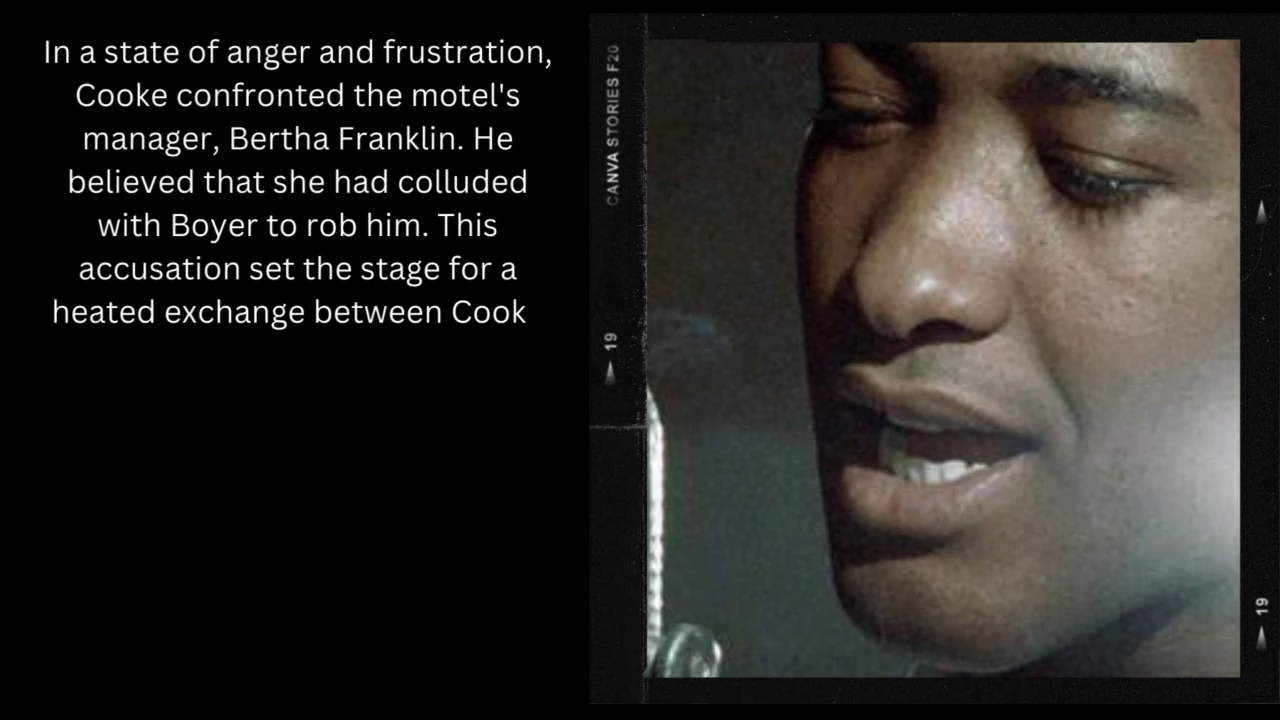 In a state of anger and frustration,
Cooke confronted the motel's
manager, Bertha Franklin. He
believed that she had colluded
with Boyer to rob him. This
accusation set the stage for a
heated exchange between Cook
CANVA STORIES F20
19
19